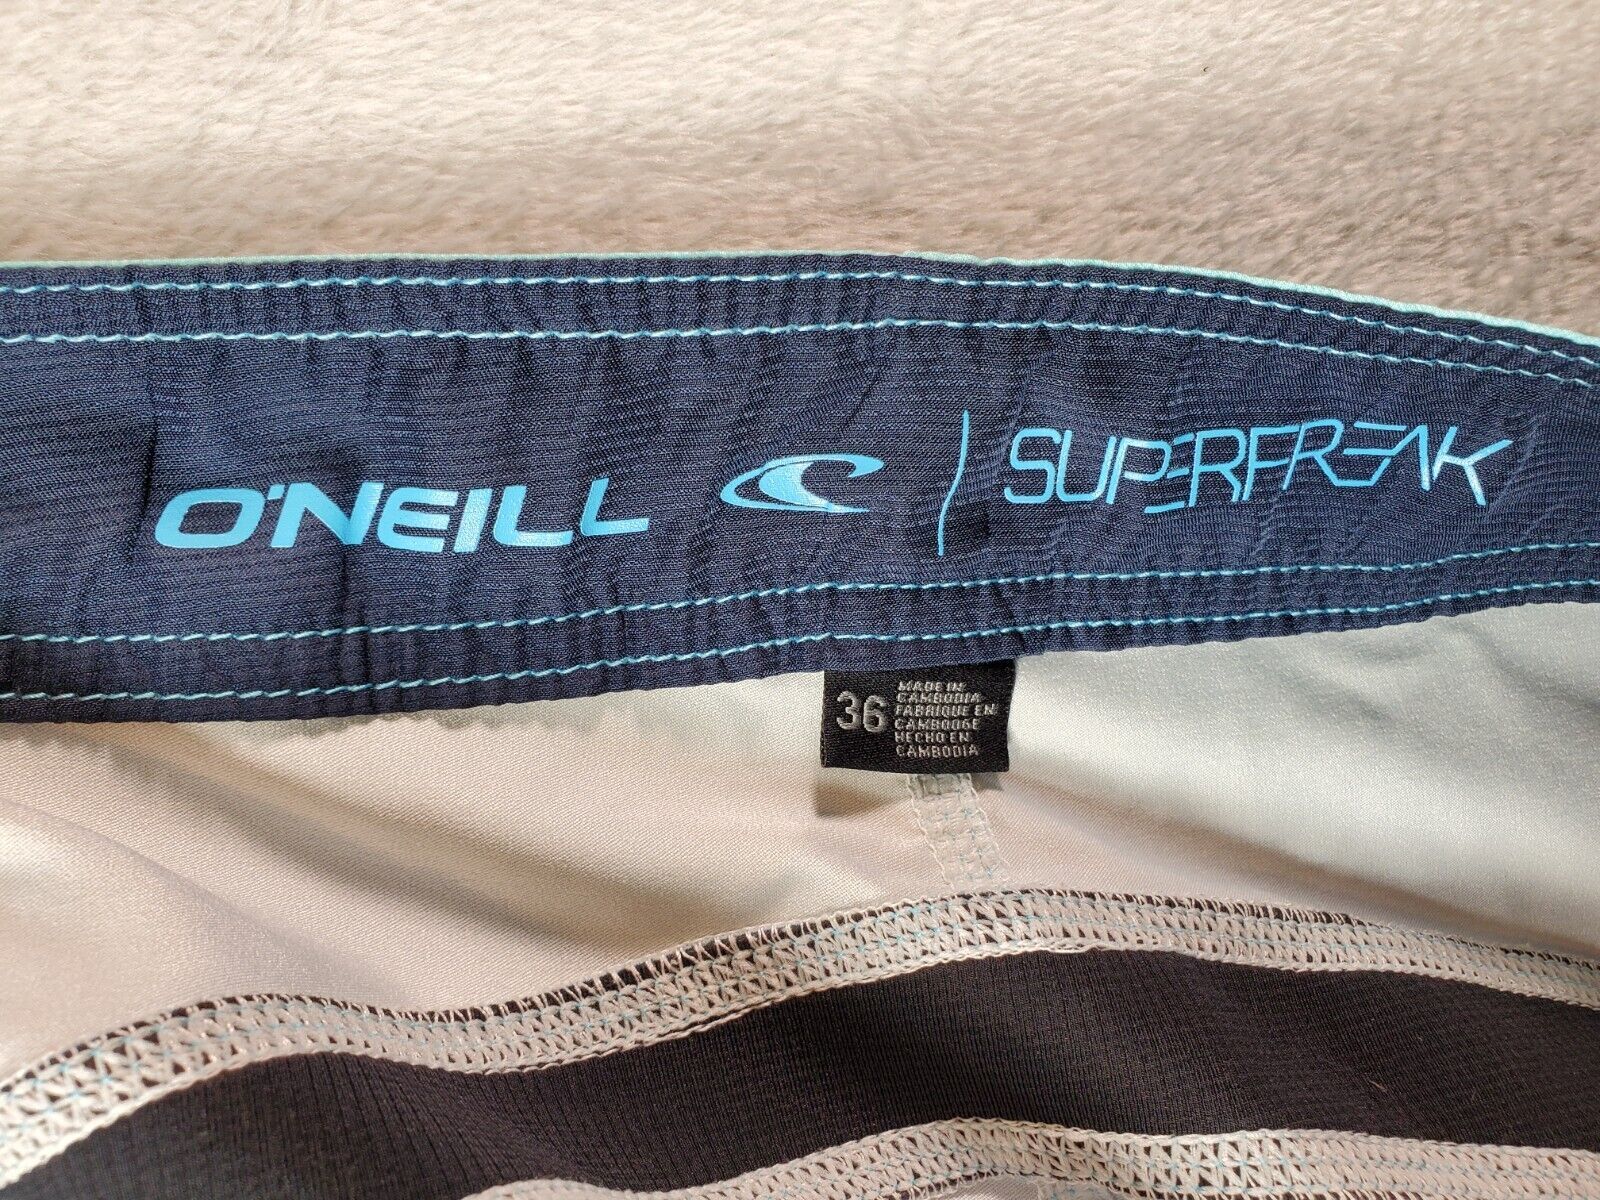 O'NEILL | SUPERFREAK
36
MADE IN
CAMBODIA
FABRIQUE EN
CAMBODGE
HECHO EN
CAMBODIA